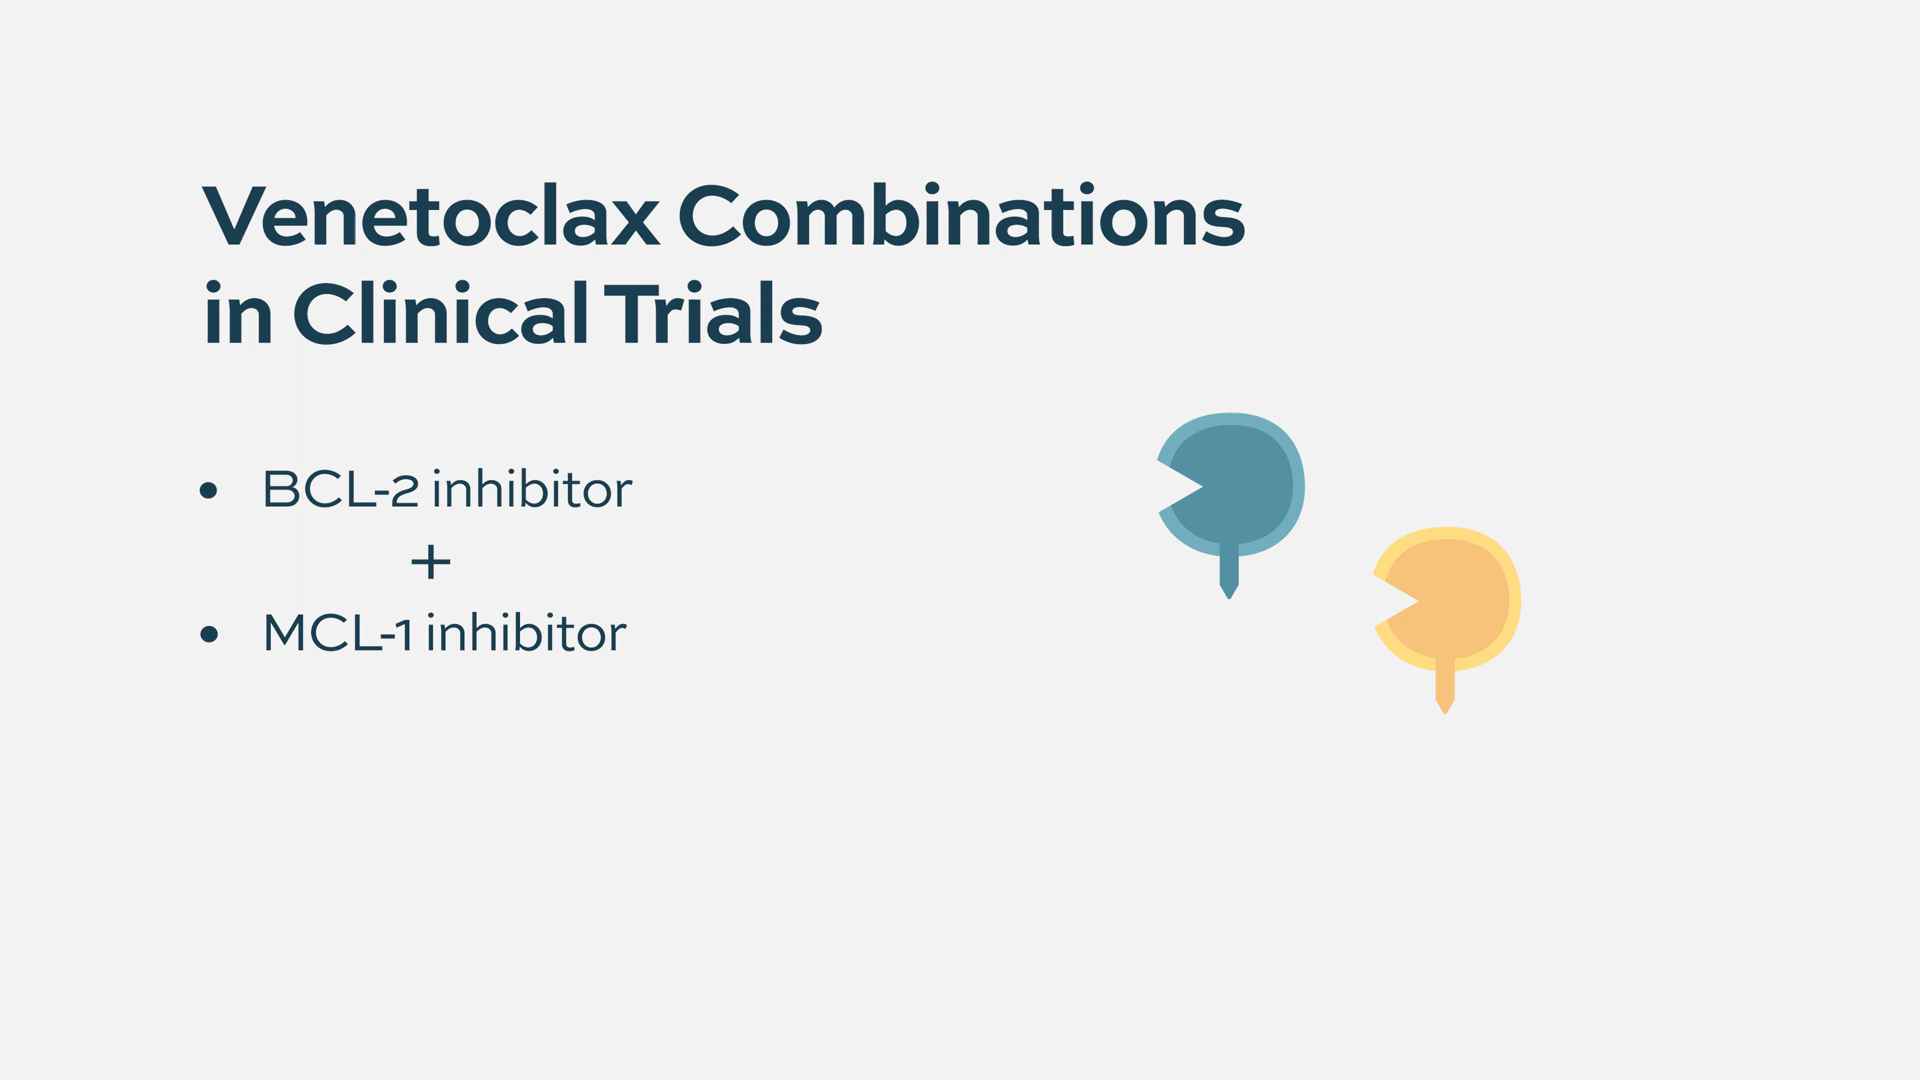 Venetoclax Combinations
in Clinical Trials
• BCL-2 inhibitor
+
• MCL-1 inhibitor